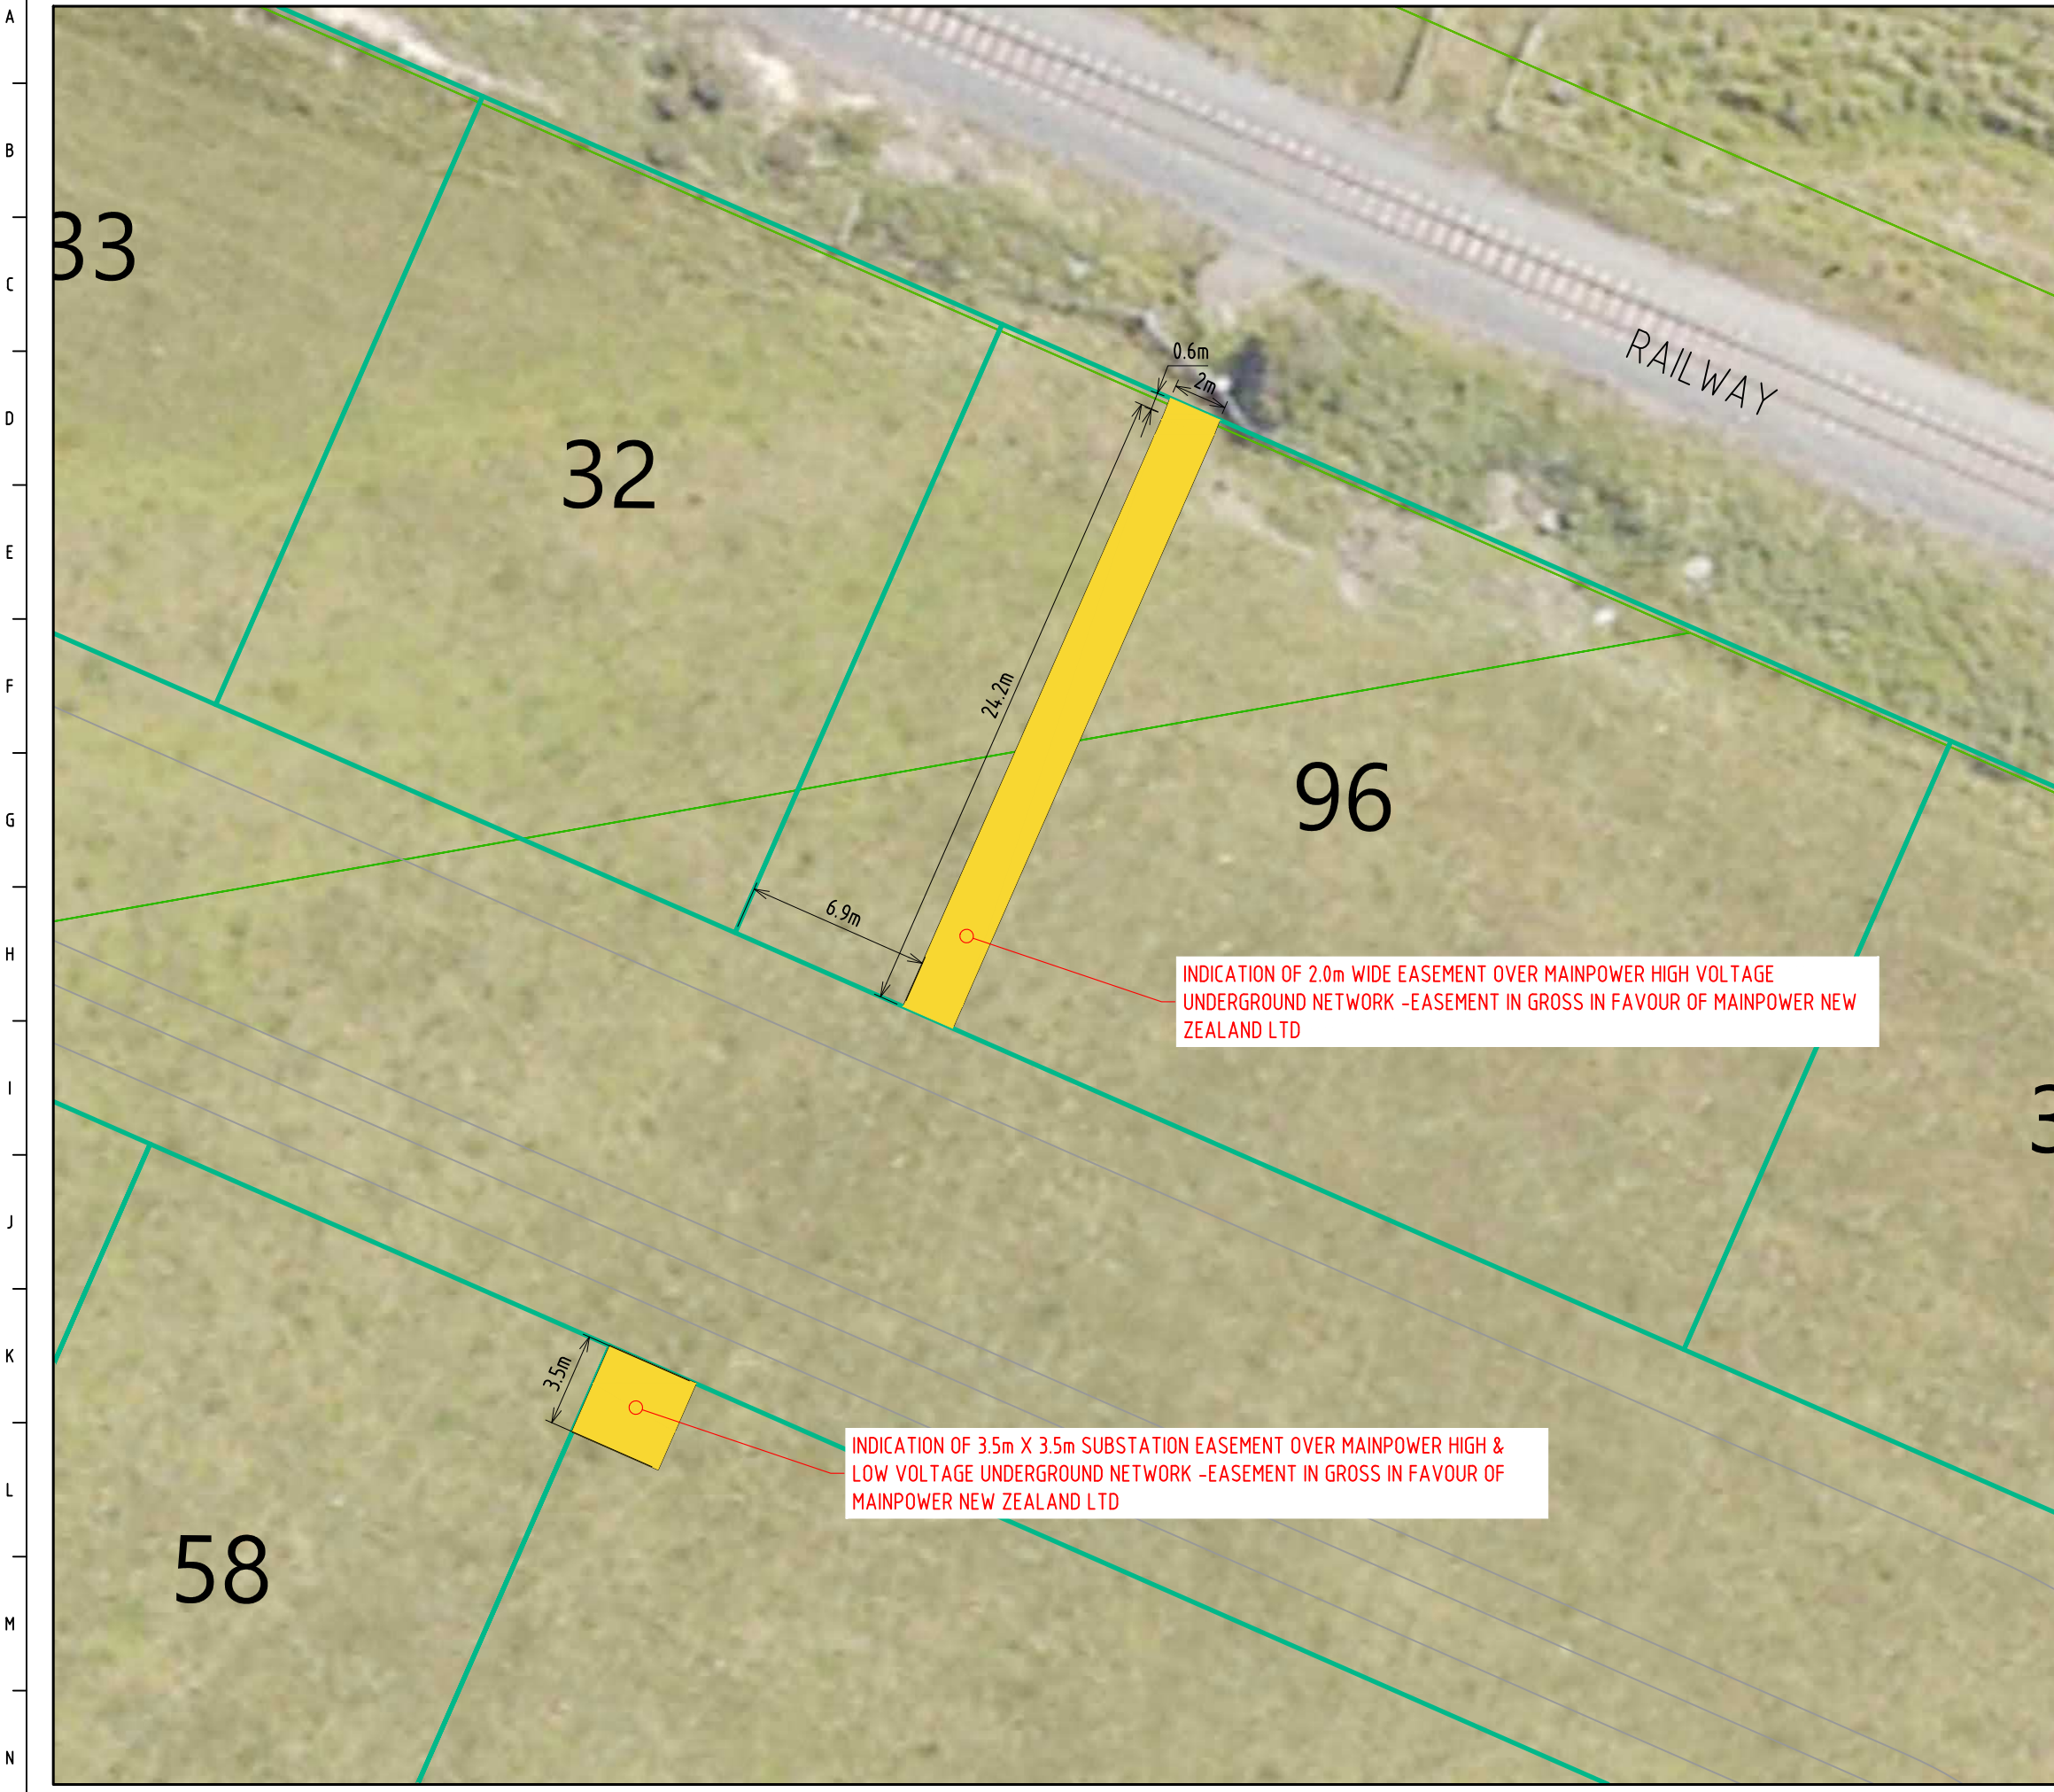 A
B
C
D
E
F
G
H
I
J
K
L
M
N
33
32
96
58
3
RAILWAY
0.6m
2m
24.2m
6.9m
INDICATION OF 2.0m WIDE EASEMENT OVER MAINPOWER HIGH VOLTAGE
UNDERGROUND NETWORK -EASEMENT IN GROSS IN FAVOUR OF MAINPOWER NEW
ZEALAND LTD
3.5m
INDICATION OF 3.5m X 3.5m SUBSTATION EASEMENT OVER MAINPOWER HIGH &
LOW VOLTAGE UNDERGROUND NETWORK -EASEMENT IN GROSS IN FAVOUR OF
MAINPOWER NEW ZEALAND LTD